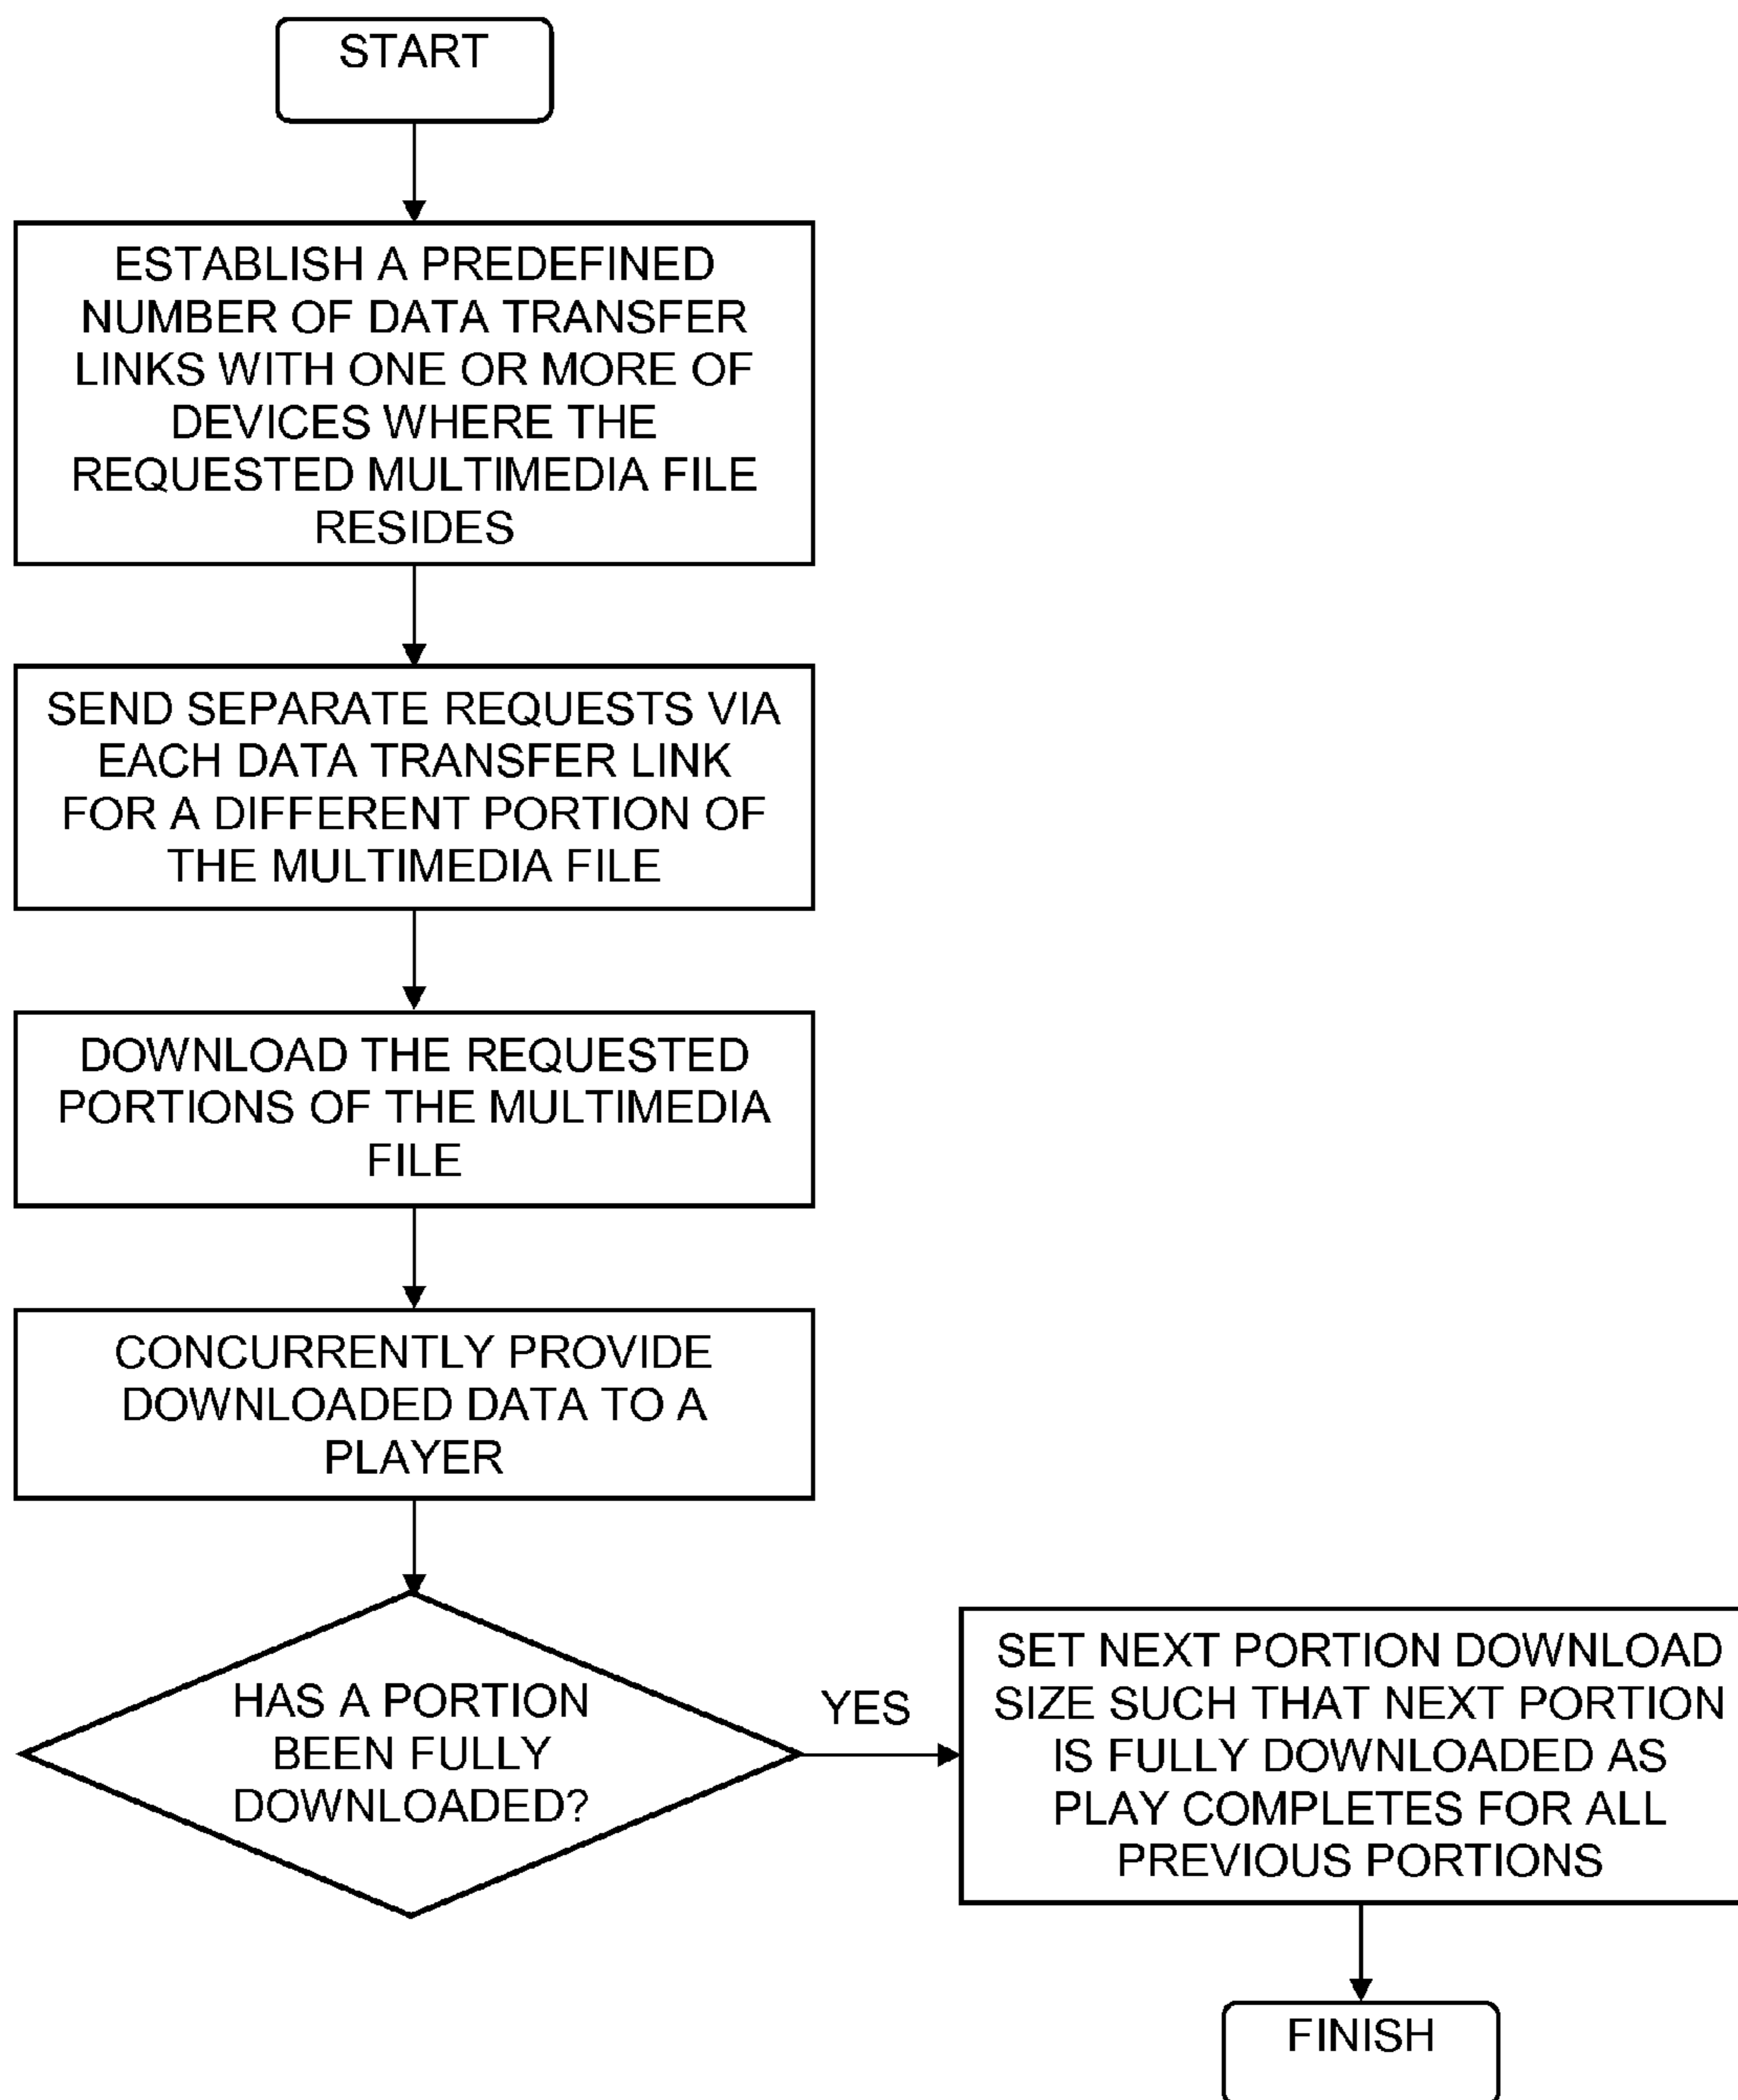 START
ESTABLISH A PREDEFINED
NUMBER OF DATA TRANSFER
LINKS WITH ONE OR MORE OF
DEVICES WHERE THE
REQUESTED MULTIMEDIA FILE
RESIDES
SEND SEPARATE REQUESTS VIA
EACH DATA TRANSFER LINK
FOR A DIFFERENT PORTION OF
THE MULTIMEDIA FILE
DOWNLOAD THE REQUESTED
PORTIONS OF THE MULTIMEDIA
FILE
CONCURRENTLY PROVIDE
DOWNLOADED DATA TO A
PLAYER
HAS A PORTION
BEEN FULLY
DOWNLOADED?
YES
SET NEXT PORTION DOWNLOAD
SIZE SUCH THAT NEXT PORTION
IS FULLY DOWNLOADED AS
PLAY COMPLETES FOR ALL
PREVIOUS PORTIONS
FINISH